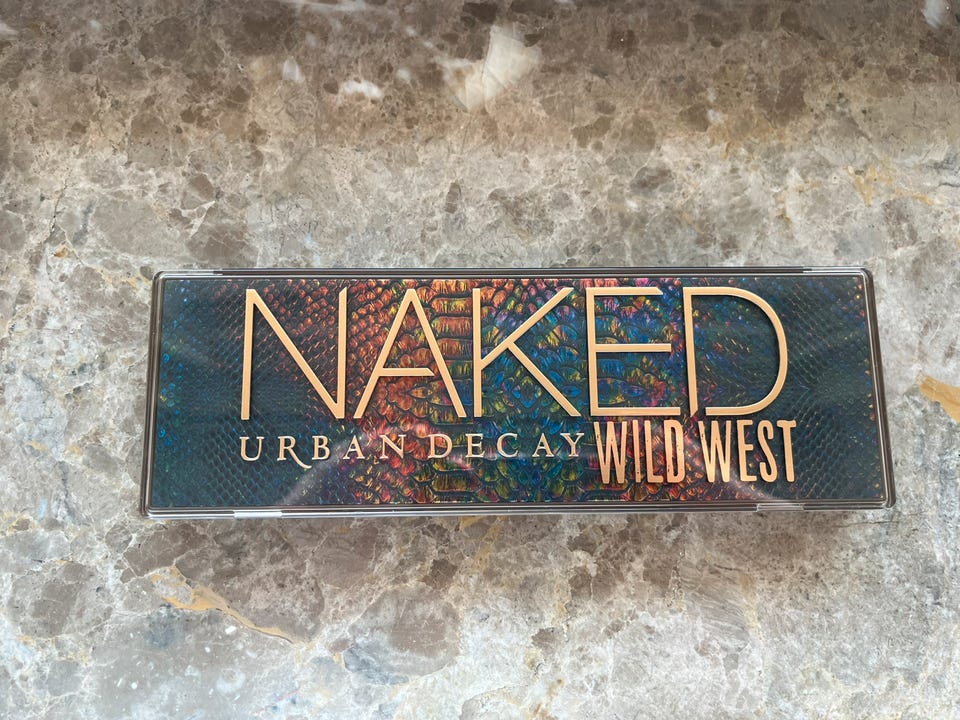 NAKED
URBAN DECAY WILD WEST